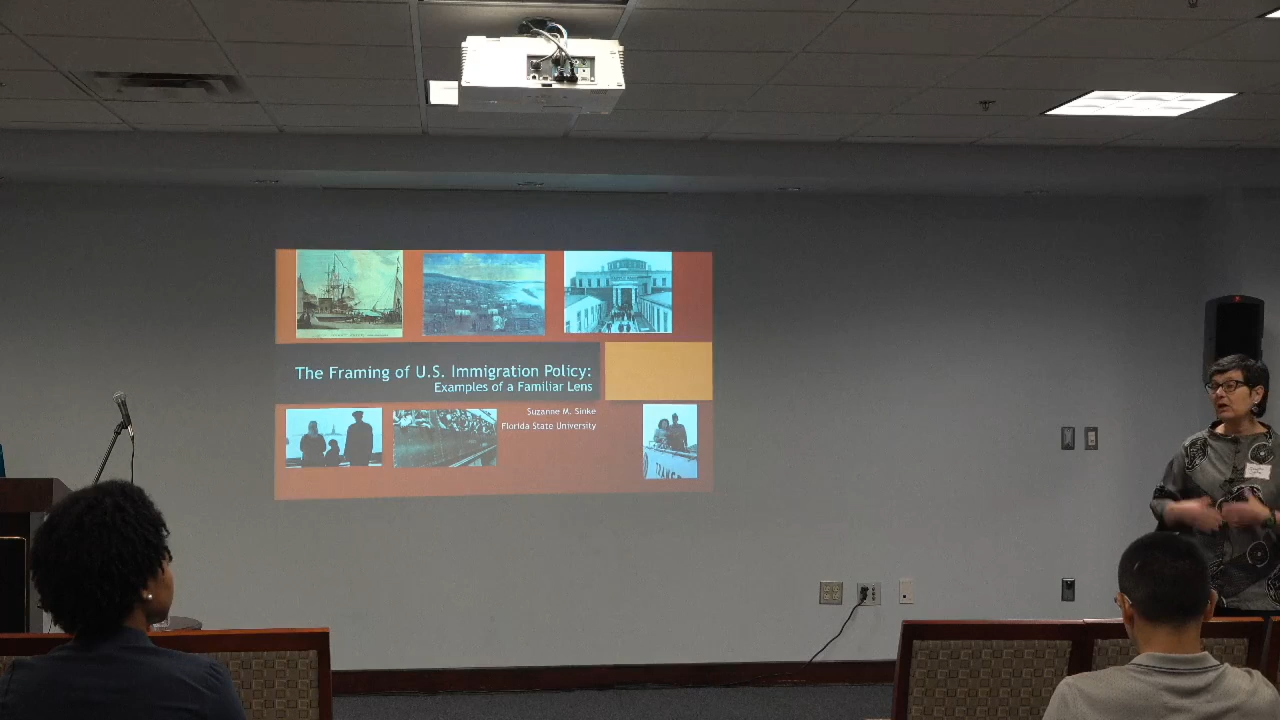 The Framing of U.S. Immigration Policy:
Examples of a Familiar Lens
Suzanne M. Sinke
Florida State University